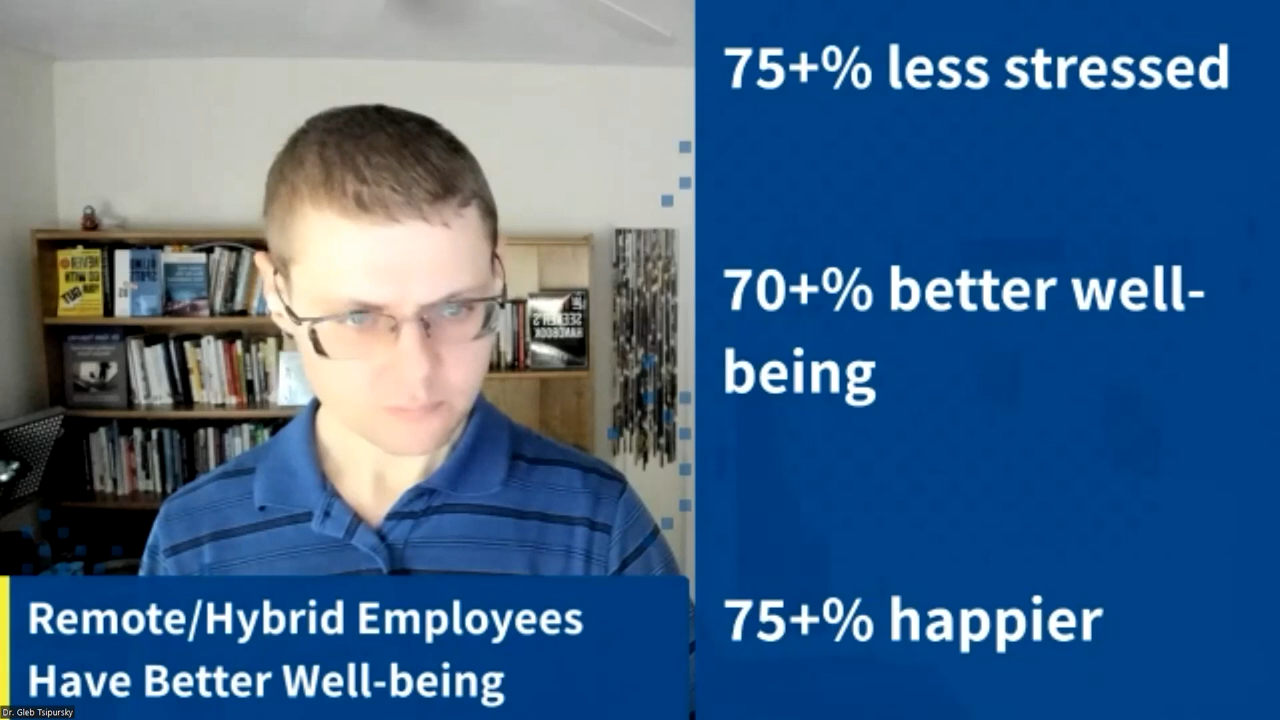 75+% less stressed
70+% better well-
being
75+% happier
Remote/Hybrid Employees
Have Better Well-being
Dr. Gleb Tsipursky